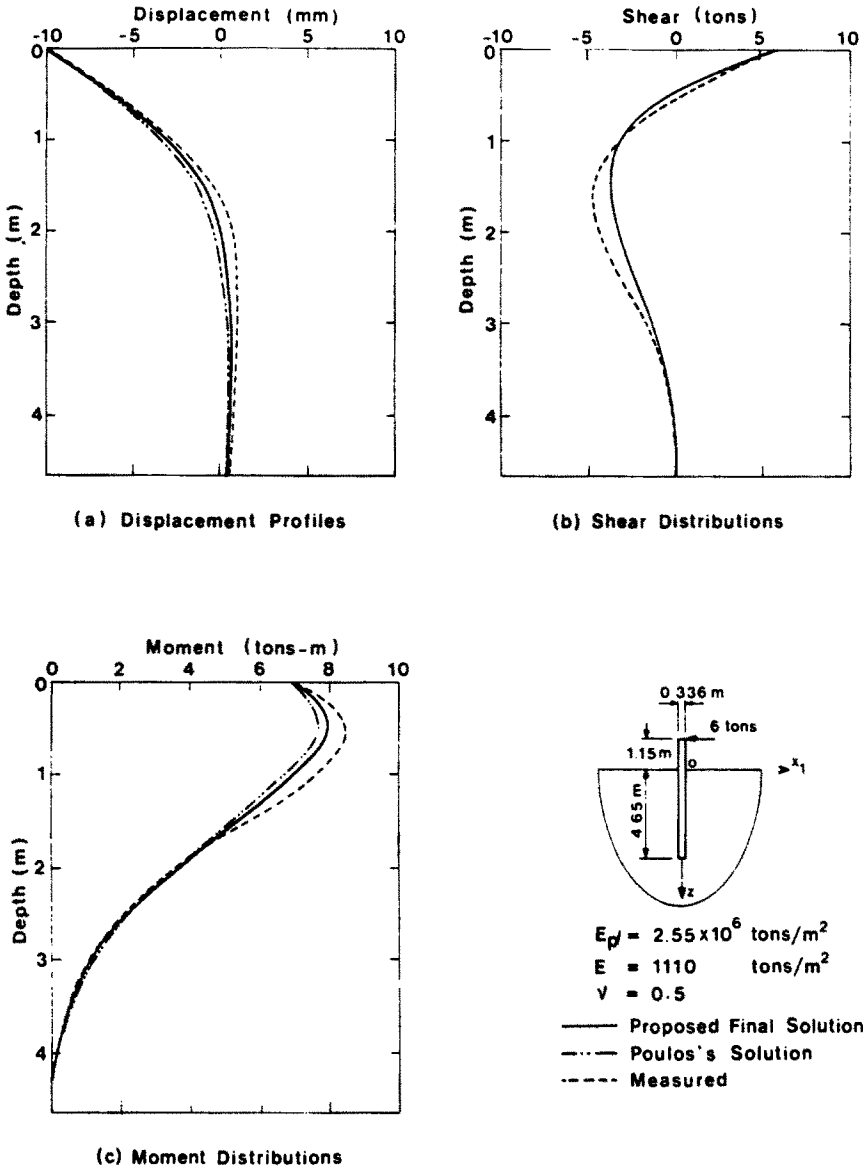 Displacement (mm)
-10 -5 0 5 10
0
1
2
3
4
Depth (m)
(a) Displacement Profiles
Shear (tons)
-10 -5 0 5 10
0
1
2
3
4
Depth (m)
(b) Shear Distributions
Moment (tons-m)
0 2 4 6 8 10
0
1
2
3
4
Depth (m)
(c) Moment Distributions
0.336 m
6 tons
1.15 m
o
x1
4.65 m
z
Ep = 2.55x10^6 tons/m^2
E = 1110 tons/m^2
ν = 0.5
Proposed Final Solution
Poulos's Solution
Measured